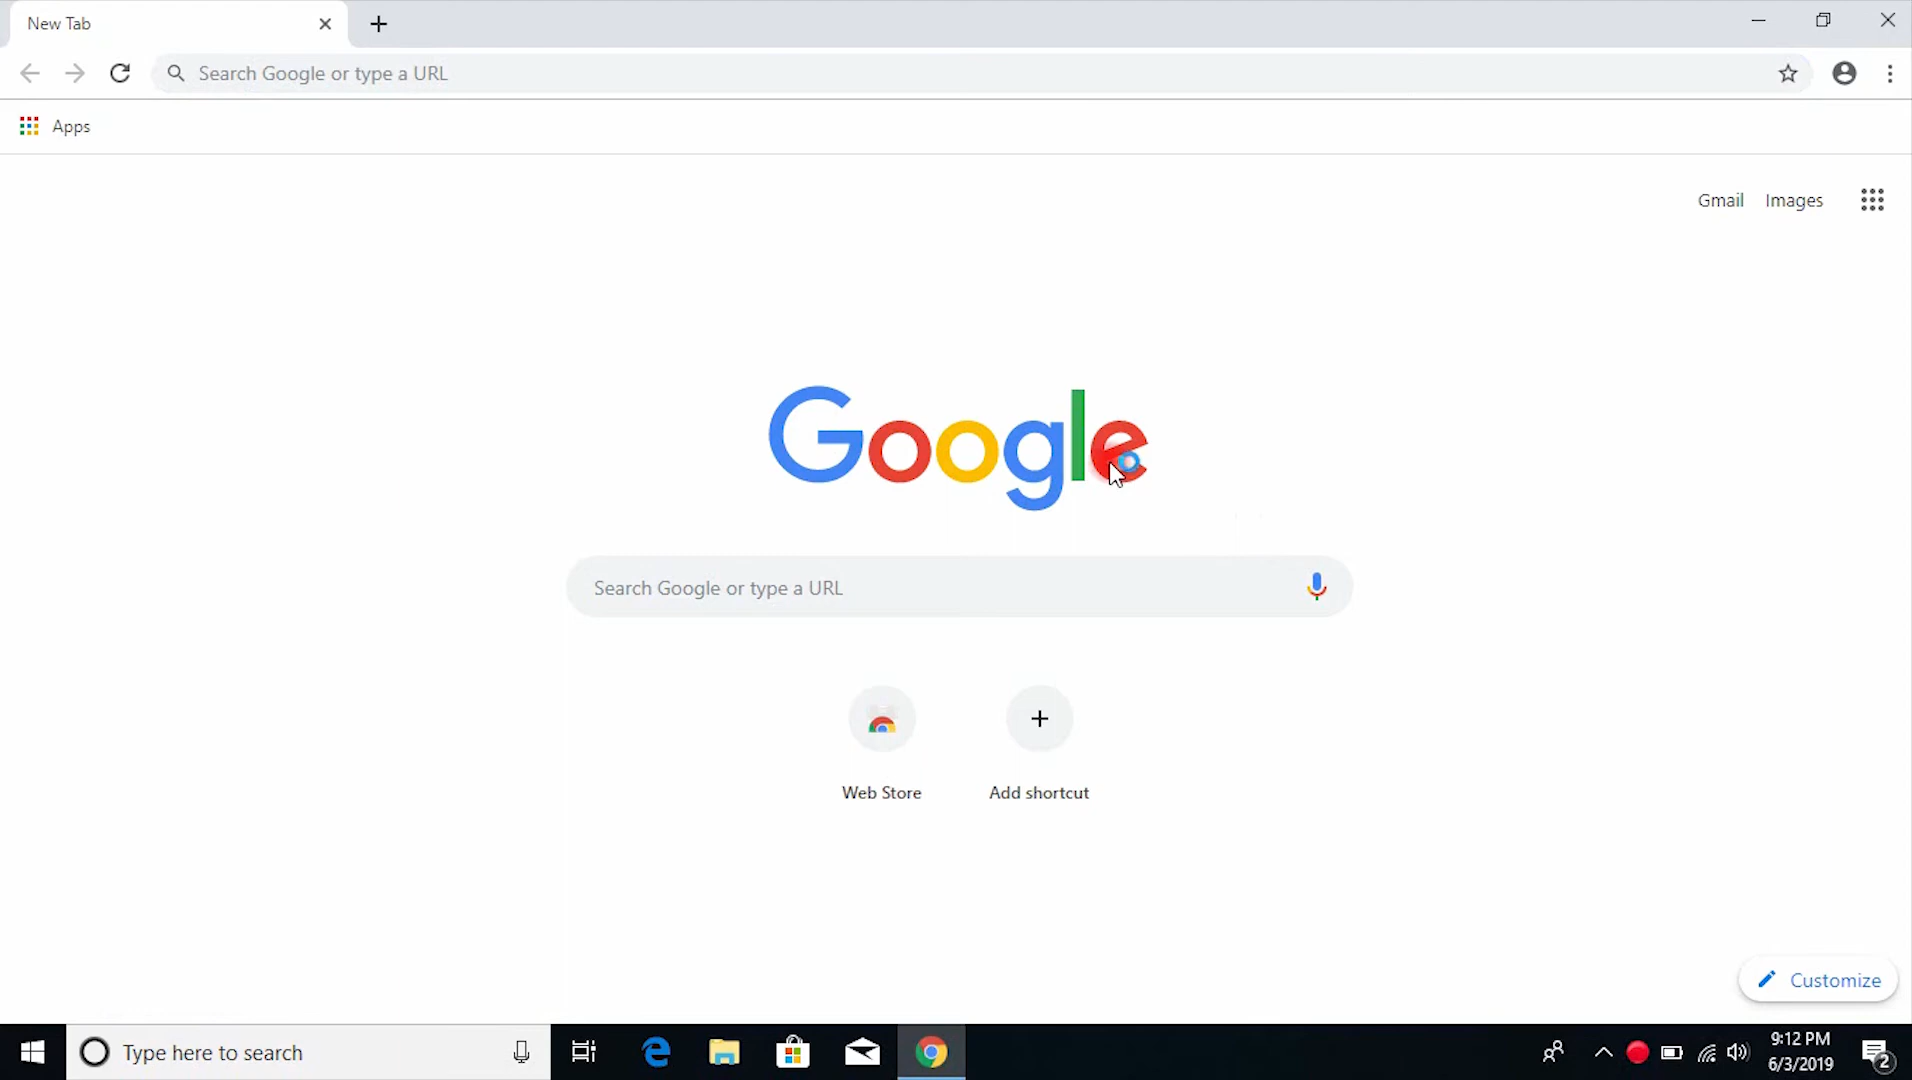 New Tab
Search Google or type a URL
Apps
Gmail Images
Google
Search Google or type a URL
Web Store Add shortcut
Customize
Type here to search
9:12 PM
6/3/2019
2